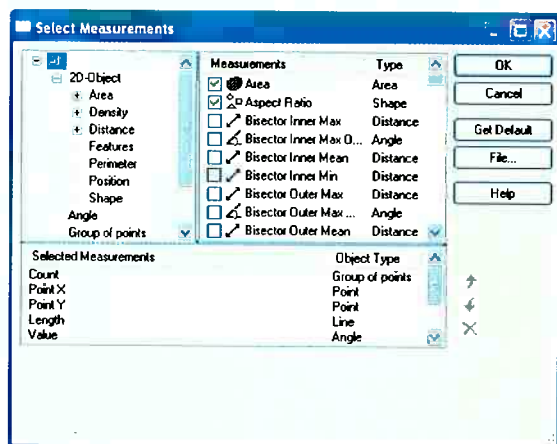 Select Measurements
2D-Object
Area
Density
Distance
Features
Perimeter
Position
Shape
Angle
Group of points
Measurements Type
Area Area
Aspect Ratio Shape
Bisector Inner Max Distance
Bisector Inner Max O... Angle
Bisector Inner Mean Distance
Bisector Inner Min Distance
Bisector Outer Max Distance
Bisector Outer Max ... Angle
Bisector Outer Mean Distance
OK
Cancel
Get Default
File...
Help
Selected Measurements Object Type
Count Group of points
Point X Point
Point Y Point
Length Line
Value Angle